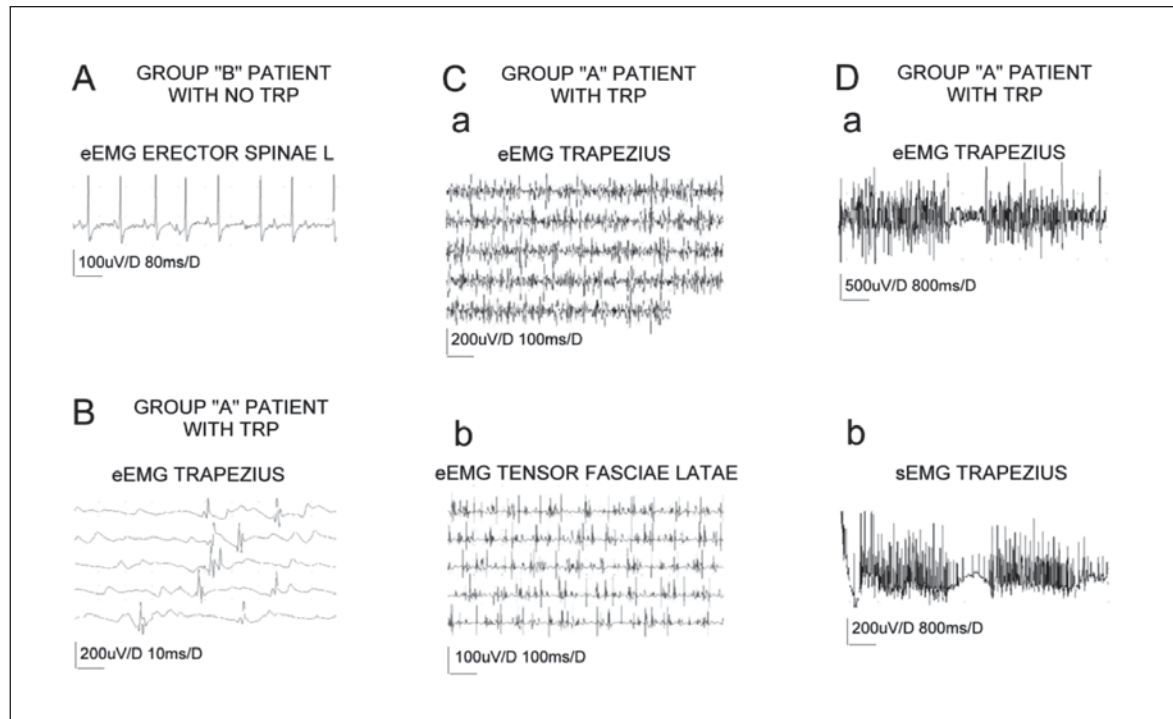 A
GROUP "B" PATIENT
WITH NO TRP
eEMG ERECTOR SPINAE L
100uV/D 80ms/D
B
GROUP "A" PATIENT
WITH TRP
eEMG TRAPEZIUS
200uV/D 10ms/D
C
GROUP "A" PATIENT
WITH TRP
a
eEMG TRAPEZIUS
200uV/D 100ms/D
b
eEMG TENSOR FASCIAE LATAE
100uV/D 100ms/D
D
GROUP "A" PATIENT
WITH TRP
a
eEMG TRAPEZIUS
500uV/D 800ms/D
b
sEMG TRAPEZIUS
200uV/D 800ms/D